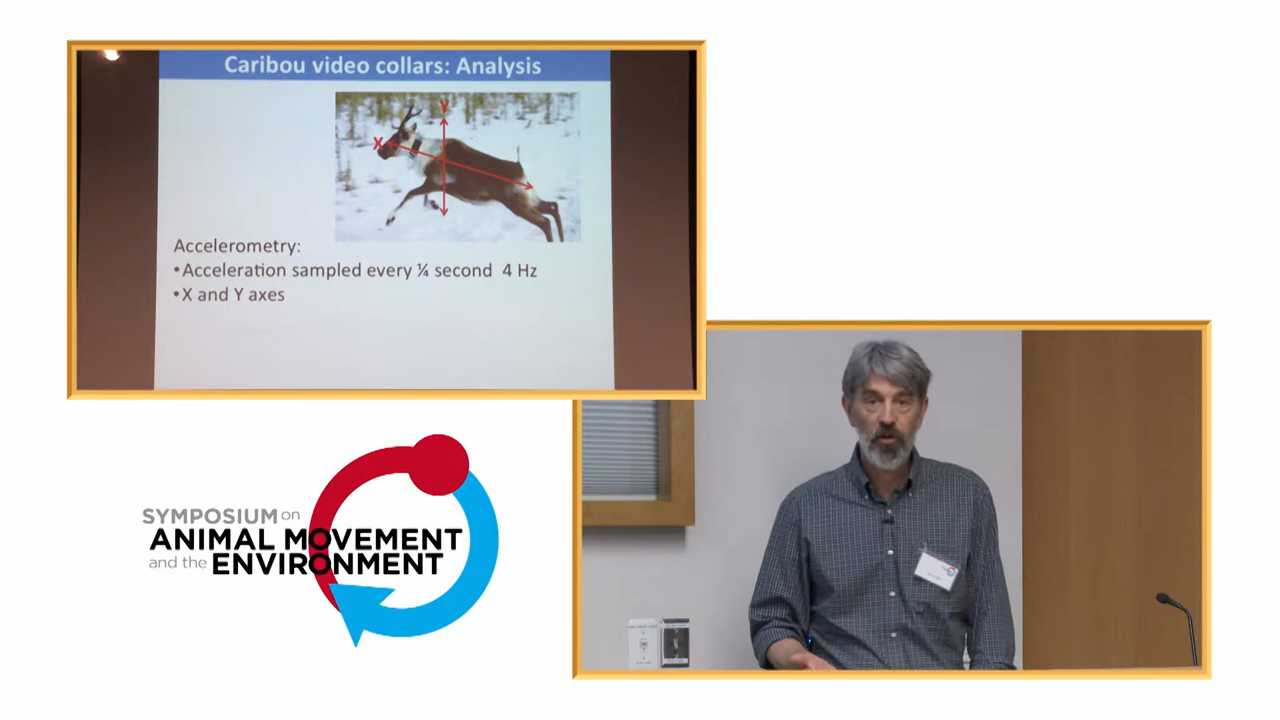 Caribou video collars: Analysis
Y
X
Accelerometry:
•Acceleration sampled every ¼ second 4 Hz
•X and Y axes
SYMPOSIUM on
ANIMAL MOVEMENT
and the ENVIRONMENT